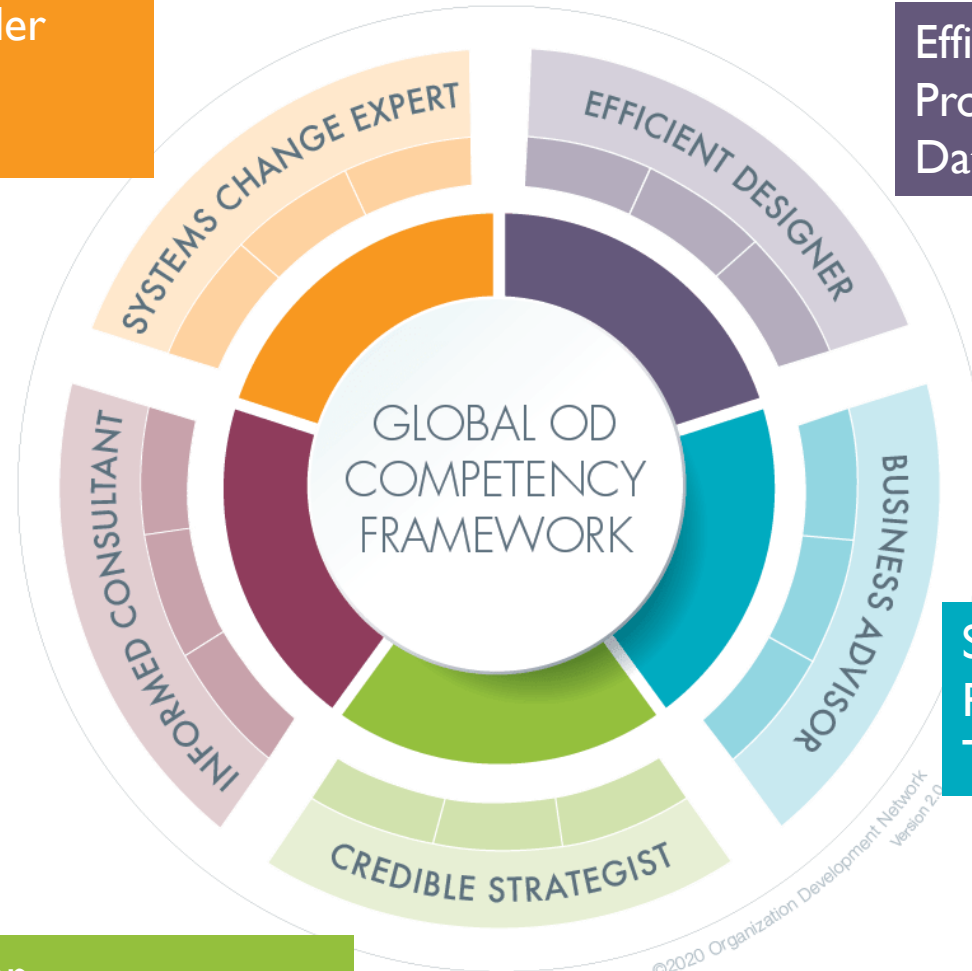 SYSTEMS CHANGE EXPERT
EFFICIENT DESIGNER
GLOBAL OD
COMPETENCY
FRAMEWORK
INFORMED CONSULTANT
BUSINESS ADVISOR
CREDIBLE STRATEGIST
©2020 Organization Development Network
Version 2.0